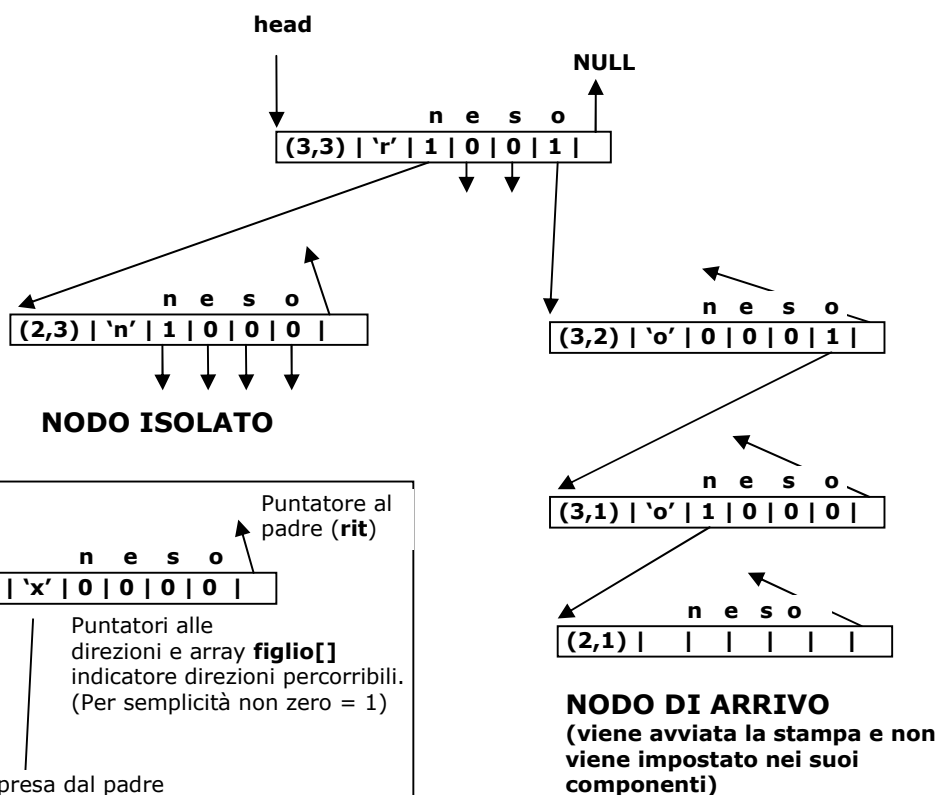 head
NULL
n e s o
(3,3) | ‘r’ | 1 | 0 | 0 | 1 |
n e s o
(2,3) | ‘n’ | 1 | 0 | 0 | 0 |
n e s o
(3,2) | ‘o’ | 0 | 0 | 0 | 1 |
NODO ISOLATO
n e s o
(3,1) | ‘o’ | 1 | 0 | 0 | 0 |
n e s o
(2,1) | | | | | |
NODO DI ARRIVO
(viene avviata la stampa e non
viene impostato nei suoi
componenti)
Puntatore al
padre (rit)
n e s o
| ‘x’ | 0 | 0 | 0 | 0 |
Puntatori alle
direzioni e array figlio[]
indicatore direzioni percorribili.
(Per semplicità non zero = 1)
presa dal padre